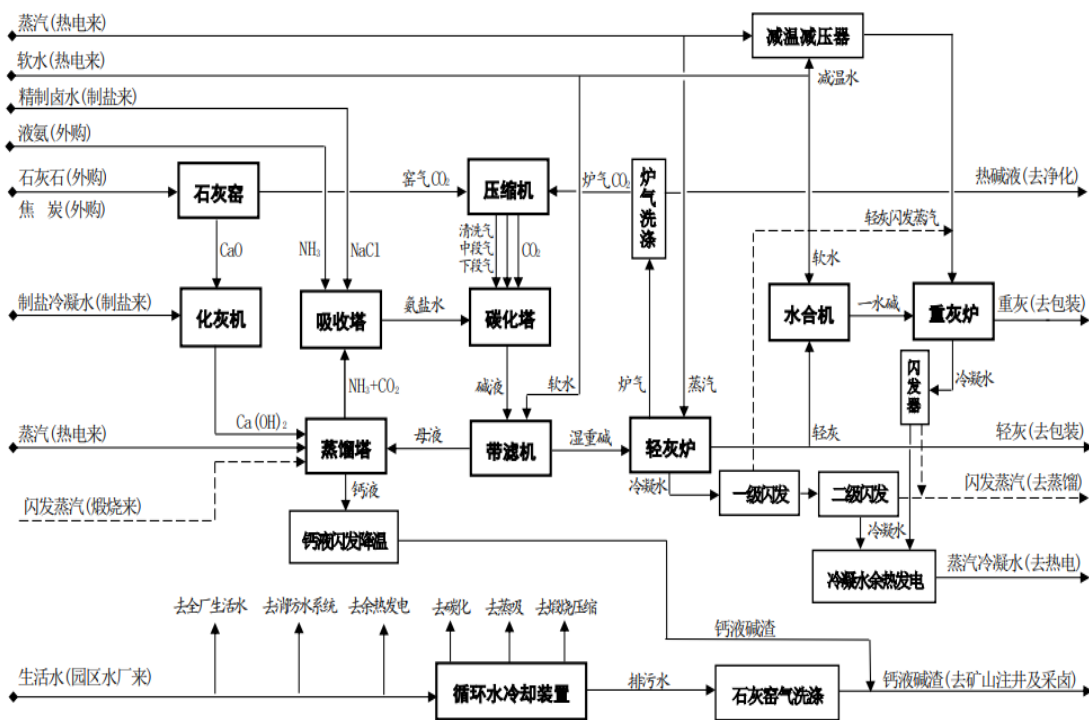 蒸汽(热电来)
减温减压器
软水(热电来)
减温水
精制卤水(制盐来)
液氨(外购)
石灰石(外购)
焦 炭(外购)
石灰窑
窑气CO₂
压缩机
炉气CO₂
炉气洗涤
热碱液(去净化)
轻灰闪发蒸汽
清洗气
中段气
下段气
CO₂
CaO
NH₃
NaCl
软水
制盐冷凝水(制盐来)
化灰机
吸收塔
氨盐水
碳化塔
水合机
一水碱
重灰炉
重灰(去包装)
NH₃+CO₂
碱液
软水
炉气
蒸汽
闪发器
冷凝水
Ca(OH)₂
蒸汽(热电来)
蒸馏塔
母液
带滤机
湿重碱
轻灰炉
轻灰
轻灰(去包装)
闪发蒸汽(煅烧来)
钙液
冷凝水
一级闪发
二级闪发
闪发蒸汽(去蒸馏)
钙液闪发降温
冷凝水
冷凝水余热发电
蒸汽冷凝水(去热电)
去全厂生活水
去消防水系统
去余热发电
去碳化
去蒸吸
去煅烧压缩
钙液碱渣
生活水(园区水厂来)
循环水冷却装置
排污水
石灰窑气洗涤
钙液碱渣(去矿山注井及采卤)